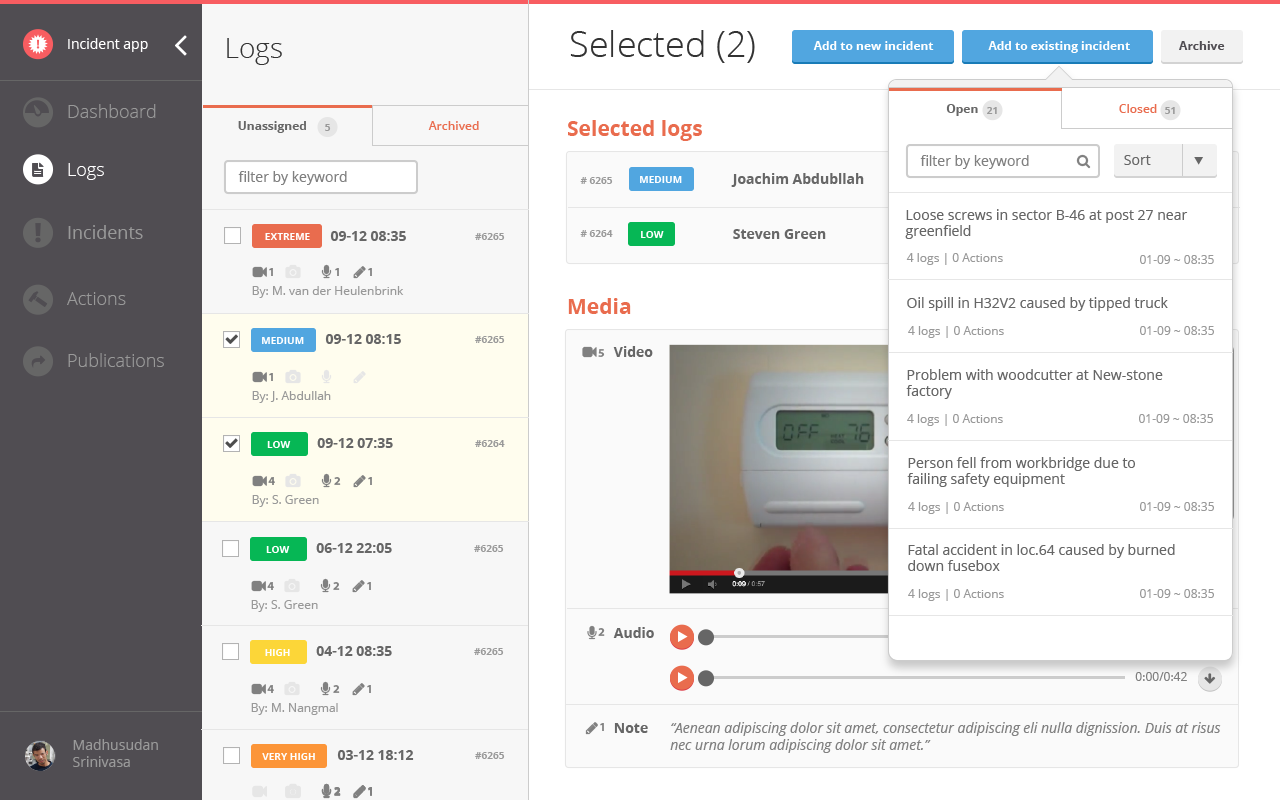 Incident app
Dashboard
Logs
Incidents
Actions
Publications
Madhusudan
Srinivasa
Logs
Unassigned 5
Archived
filter by keyword
EXTREME 09-12 08:35 #6265
1 1 1
By: M. van der Heulenbrink
MEDIUM 09-12 08:15 #6265
1
By: J. Abdullah
LOW 09-12 07:35 #6264
4 2 1
By: S. Green
LOW 06-12 22:05 #6265
4 2 1
By: S. Green
HIGH 04-12 08:35 #6265
4 2 1
By: M. Nangmal
VERY HIGH 03-12 18:12 #6265
2 1
Selected (2)
Add to new incident
Add to existing incident
Archive
Selected logs
# 6265 MEDIUM Joachim Abdubllah
# 6264 LOW Steven Green
Media
5 Video
OFF 76
0:09 / 0:57
2 Audio
0:00/0:42
1 Note
“Aenean adipiscing dolor sit amet, consectetur adipiscing eli nulla dignission. Duis at risus
nec urna lorum adipiscing dolor sit amet.”
Open 21
Closed 51
filter by keyword
Sort
Loose screws in sector B-46 at post 27 near
greenfield
4 logs | 0 Actions 01-09 ~ 08:35
Oil spill in H32V2 caused by tipped truck
4 logs | 0 Actions 01-09 ~ 08:35
Problem with woodcutter at New-stone
factory
4 logs | 0 Actions 01-09 ~ 08:35
Person fell from workbridge due to
failing safety equipment
4 logs | 0 Actions 01-09 ~ 08:35
Fatal accident in loc.64 caused by burned
down fusebox
4 logs | 0 Actions 01-09 ~ 08:35